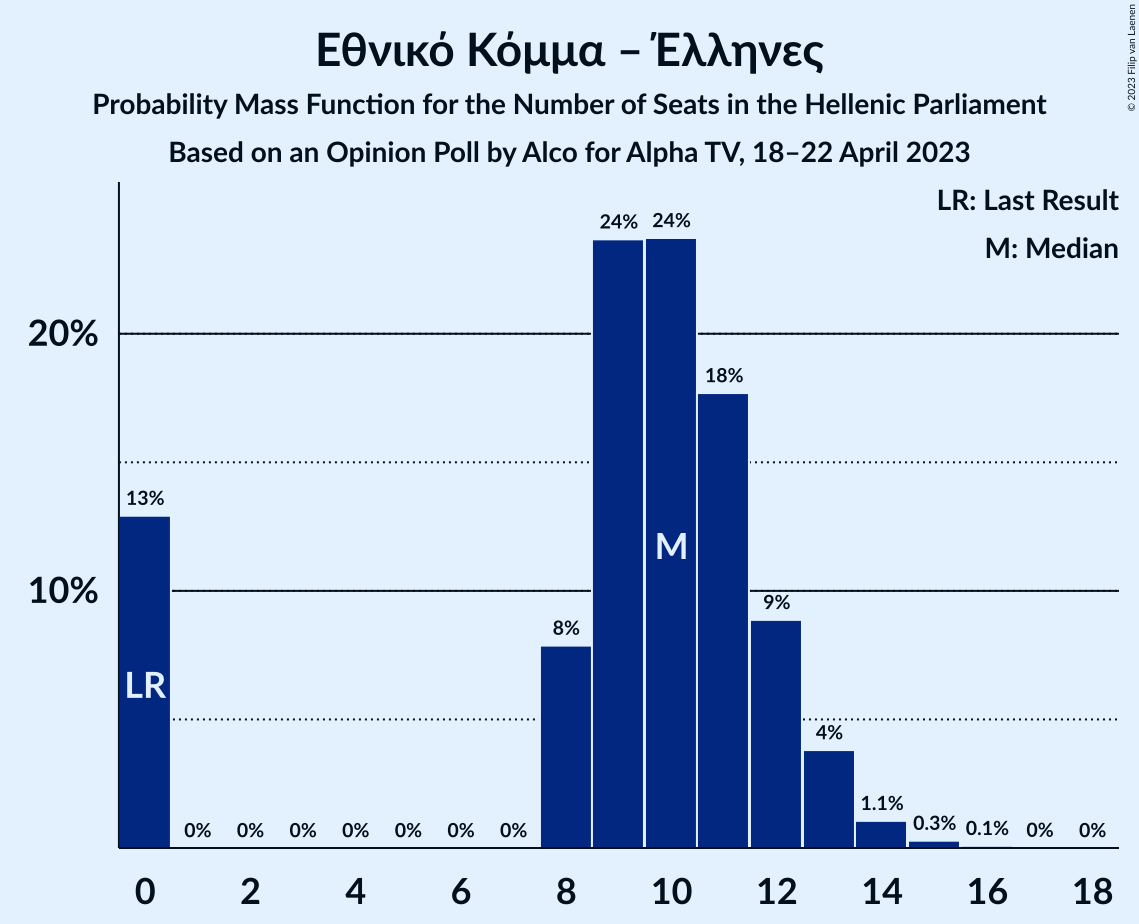 Εθνικό Κόμμα – Έλληνες
Probability Mass Function for the Number of Seats in the Hellenic Parliament
Based on an Opinion Poll by Alco for Alpha TV, 18–22 April 2023
© 2023 Filip van Laenen
LR: Last Result
M: Median
24% 24%
20%
18%
13%
M
10%
9%
8%
LR
4%
1.1%
0% 0% 0% 0% 0% 0% 0% 0.3% 0.1% 0% 0%
0 2 4 6 8 10 12 14 16 18